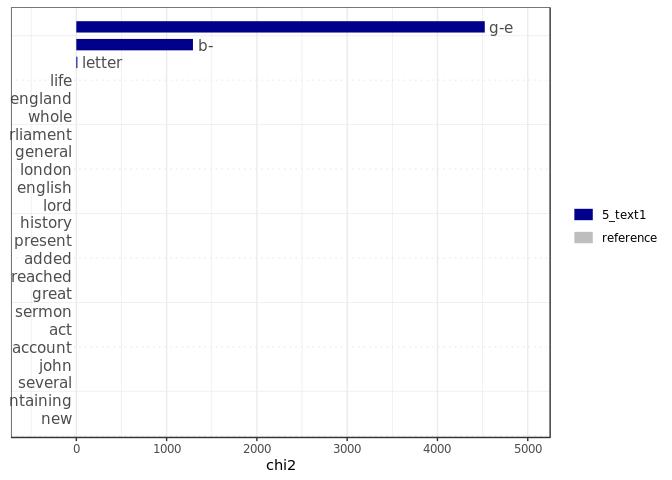 g-e
b-
letter
life
england
whole
rliament
general
london
english
lord
history
present
added
reached
great
sermon
act
account
john
several
ntaining
new
0 1000 2000 3000 4000 5000
chi2
5_text1
reference